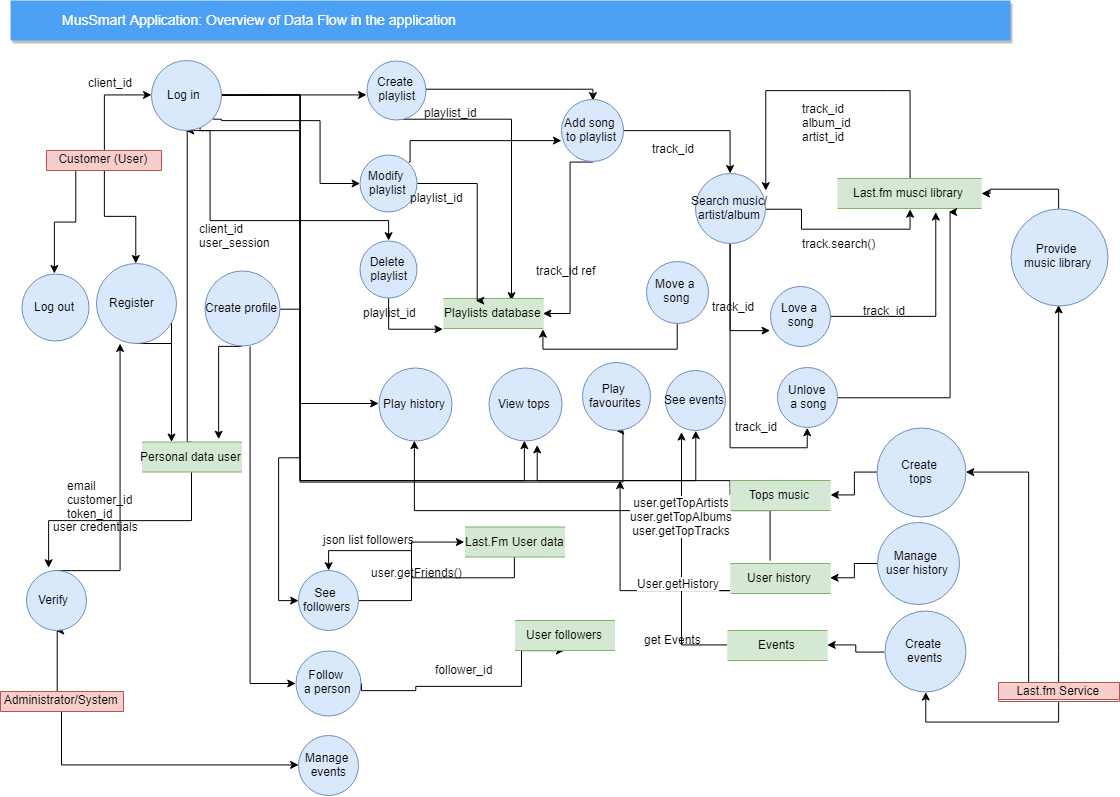 MusSmart Application: Overview of Data Flow in the application
client_id
Log in
Create
playlist
playlist_id
Add song
to playlist
track_id
track_id
album_id
artist_id
Customer (User)
Modify
playlist
playlist_id
Search music/
artist/album
Last.fm musci library
track.search()
Provide
music library
client_id
user_session
Delete
playlist
track_id ref
playlist_id
Playlists database
Move a
song
track_id
Love a
song
track_id
Log out
Register
Create profile
Play history
View tops
Play
favourites
See events
Unlove
a song
track_id
Personal data user
email
customer_id
token_id
user credentials
Create
tops
Tops music
user.getTopArtists
user.getTopAlbums
user.getTopTracks
json list followers
Last.Fm User data
user.getFriends()
Manage
user history
User history
User.getHistory
Verify
See
followers
User followers
get Events
Events
Create
events
Follow
a person
follower_id
Last.fm Service
Administrator/System
Manage
events